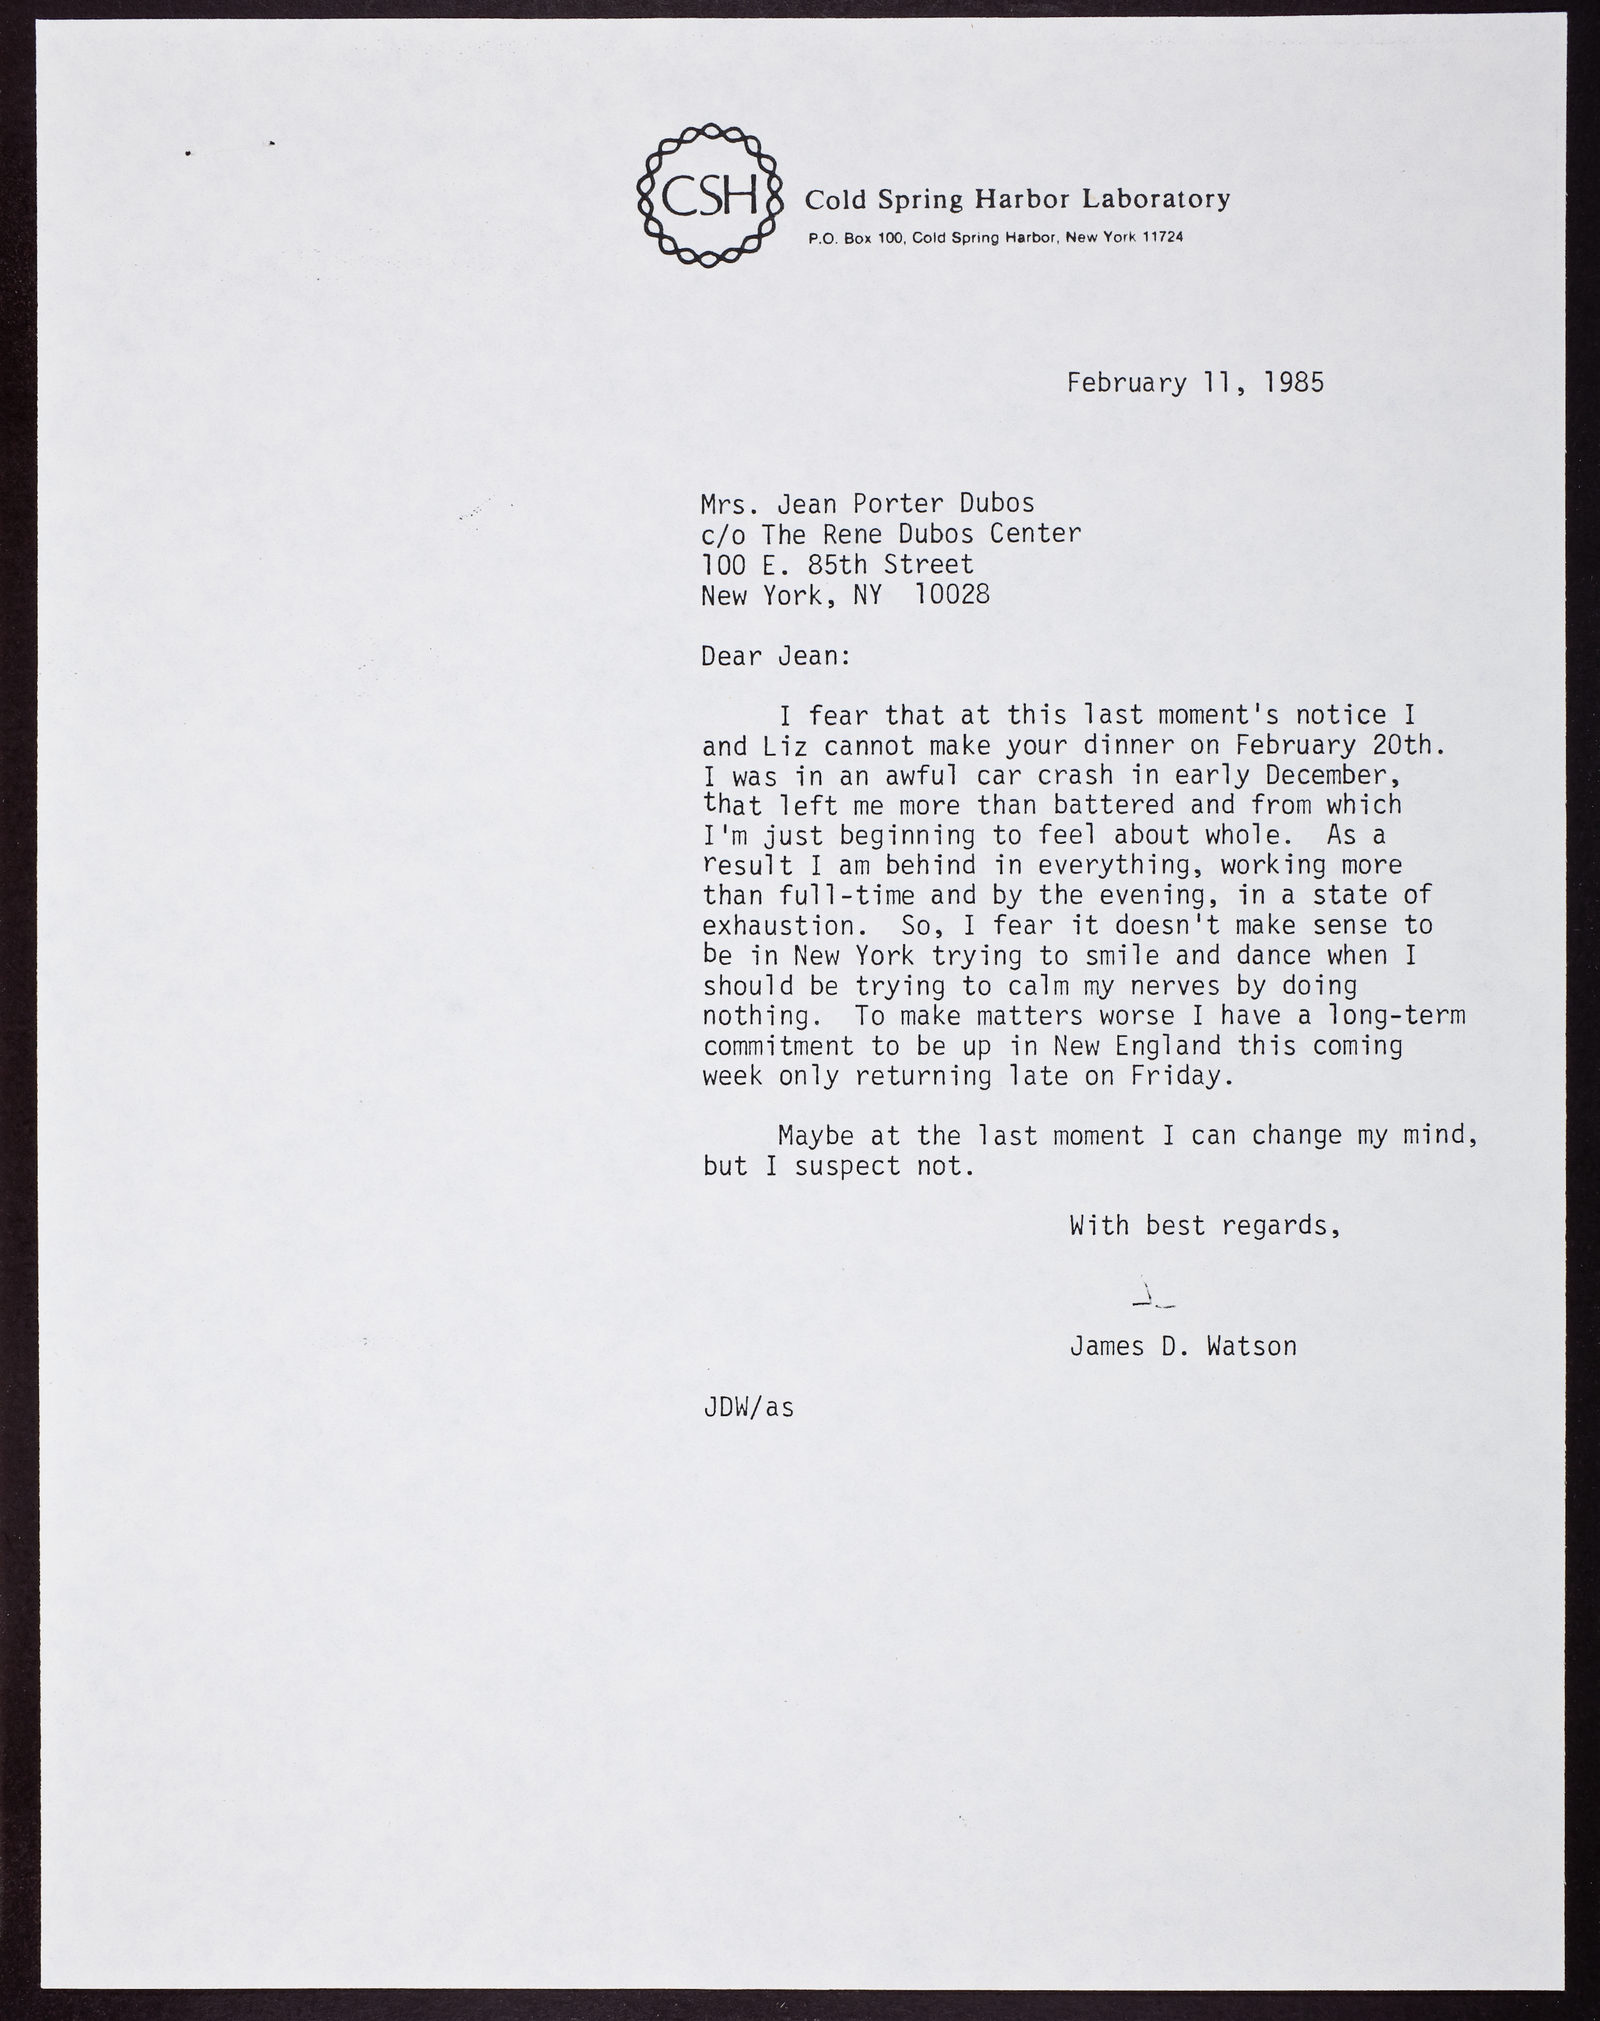 CSH
Cold Spring Harbor Laboratory
P.O. Box 100, Cold Spring Harbor, New York 11724
February 11, 1985
Mrs. Jean Porter Dubos
c/o The Rene Dubos Center
100 E. 85th Street
New York, NY  10028
Dear Jean:
I fear that at this last moment's notice I
and Liz cannot make your dinner on February 20th.
I was in an awful car crash in early December,
that left me more than battered and from which
I'm just beginning to feel about whole.  As a
result I am behind in everything, working more
than full-time and by the evening, in a state of
exhaustion.  So, I fear it doesn't make sense to
be in New York trying to smile and dance when I
should be trying to calm my nerves by doing
nothing.  To make matters worse I have a long-term
commitment to be up in New England this coming
week only returning late on Friday.
Maybe at the last moment I can change my mind,
but I suspect not.
With best regards,
James D. Watson
JDW/as